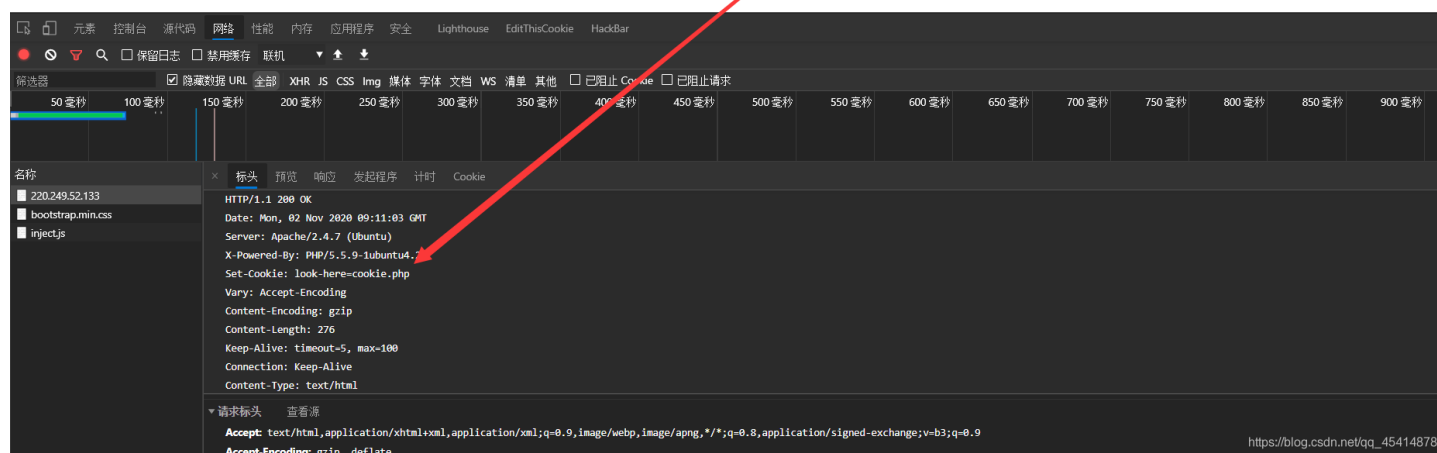 元素 控制台 源代码 网络 性能 内存 应用程序 安全 Lighthouse EditThisCookie HackBar
保留日志 禁用缓存 联机
筛选器 隐藏数据 URL 全部 XHR JS CSS Img 媒体 字体 文档 WS 清单 其他 已阻止 Cookie 已阻止请求
50 毫秒 100 毫秒 150 毫秒 200 毫秒 250 毫秒 300 毫秒 350 毫秒 400 毫秒 450 毫秒 500 毫秒 550 毫秒 600 毫秒 650 毫秒 700 毫秒 750 毫秒 800 毫秒 850 毫秒 900 毫秒
名称 × 标头 预览 响应 发起程序 计时 Cookie
220.249.52.133
bootstrap.min.css
inject.js
HTTP/1.1 200 OK
Date: Mon, 02 Nov 2020 09:11:03 GMT
Server: Apache/2.4.7 (Ubuntu)
X-Powered-By: PHP/5.5.9-1ubuntu4.2
Set-Cookie: look-here=cookie.php
Vary: Accept-Encoding
Content-Encoding: gzip
Content-Length: 276
Keep-Alive: timeout=5, max=100
Connection: Keep-Alive
Content-Type: text/html
请求标头 查看源
Accept: text/html,application/xhtml+xml,application/xml;q=0.9,image/webp,image/apng,*/*;q=0.8,application/signed-exchange;v=b3;q=0.9
Accept-Encoding: gzip, deflate
https://blog.csdn.net/qq_45414878